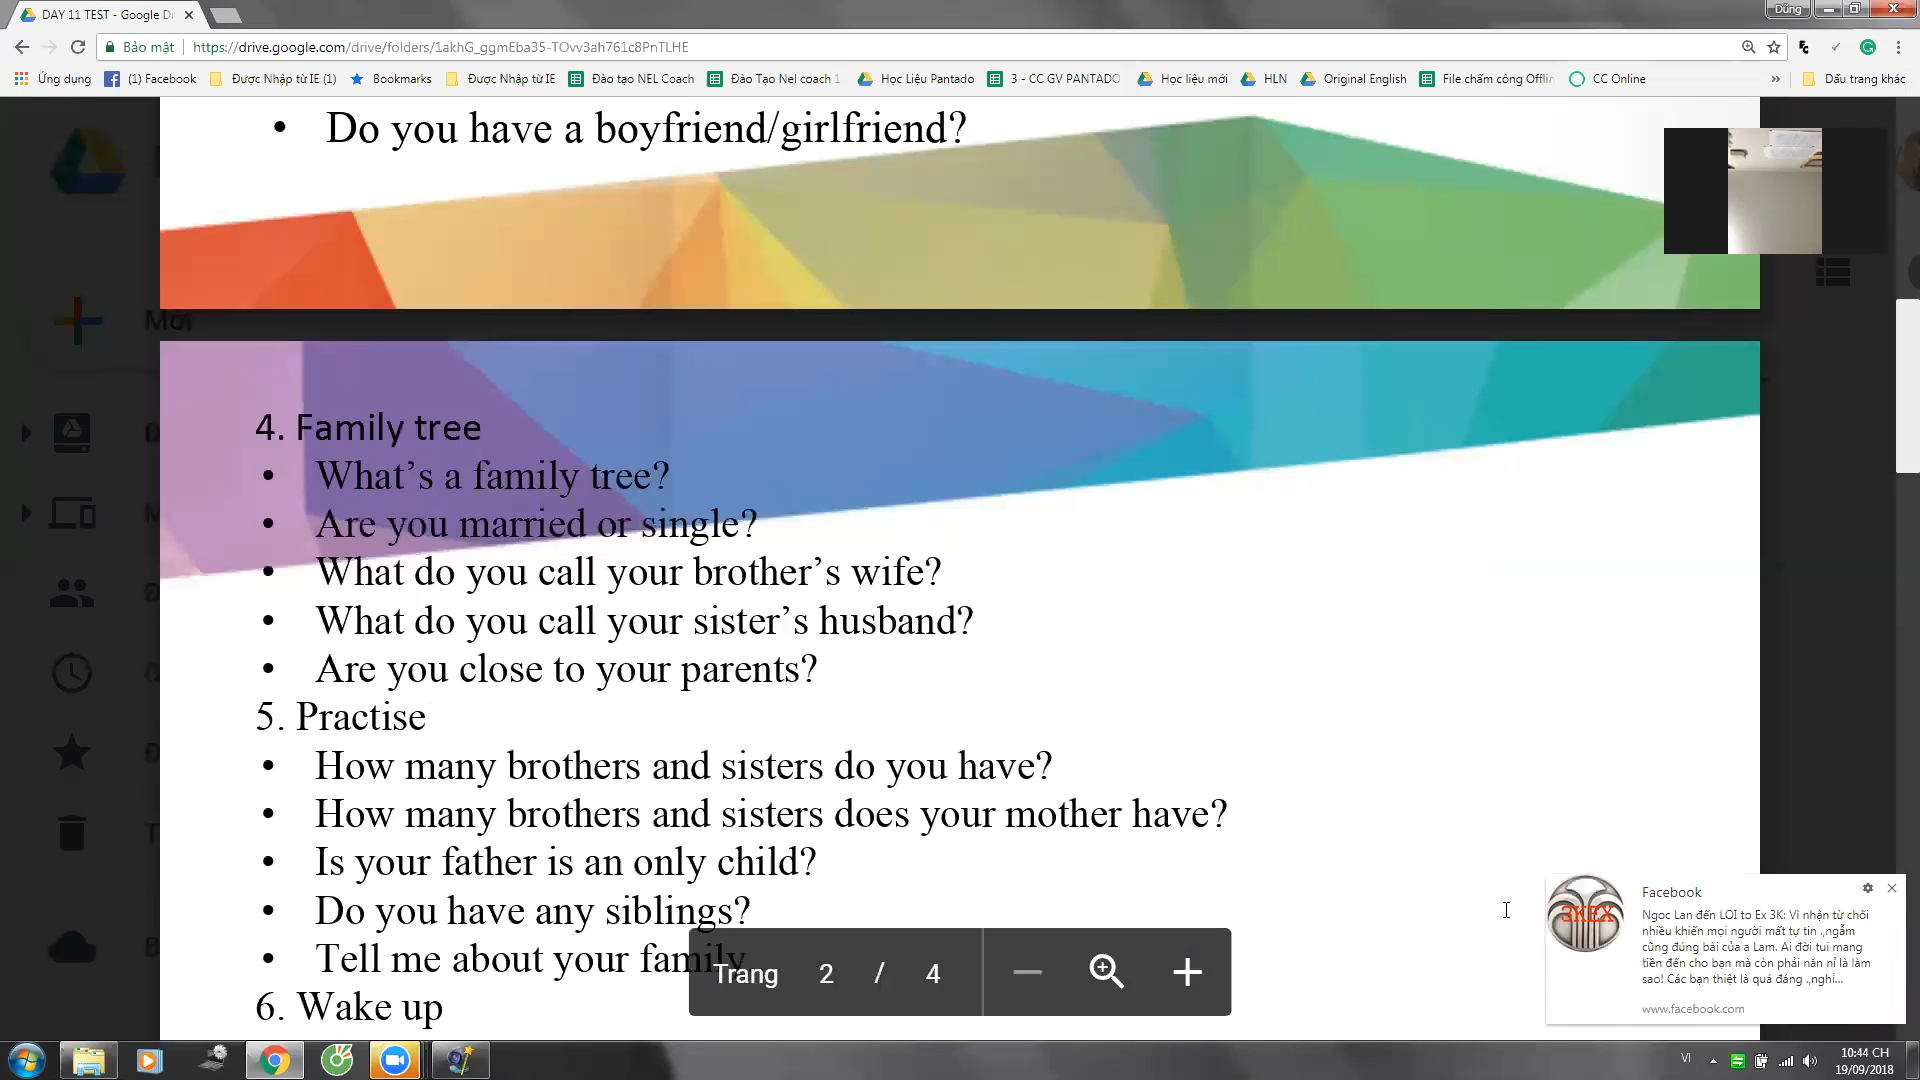 DAY 11 TEST - Google Dr
Dũng
Bảo mật
https://drive.google.com/drive/folders/1akhG_ggmEba35-TOvv3ah761c8PnTLHE
Ứng dụng
(1) Facebook
Được Nhập từ IE (1)
Bookmarks
Được Nhập từ IE
Đào tạo NEL Coach
Đào Tạo Nel coach 1
Học Liệu Pantado
3 - CC GV PANTADO
Học liệu mới
HLN
Original English
File chấm công Offlin
CC Online
»
Dấu trang khác
• Do you have a boyfriend/girlfriend?
Mới
4. Family tree
• What’s a family tree?
• Are you married or single?
• What do you call your brother’s wife?
• What do you call your sister’s husband?
• Are you close to your parents?
5. Practise
• How many brothers and sisters do you have?
• How many brothers and sisters does your mother have?
• Is your father is an only child?
• Do you have any siblings?
• Tell me about your family
6. Wake up
Trang 2 / 4
3KEX
Facebook
Ngoc Lan đến LOI to Ex 3K: Vì nhận từ chối
nhiều khiến mọi người mất tự tin .,ngẫm
cũng đúng bài của a Lam. Ai đời tui mang
tiền đến cho bạn mà còn phải năn nỉ là làm
sao! Các bạn thiệt là quá đáng .,nghỉ...
www.facebook.com
VI
10:44 CH
19/09/2018